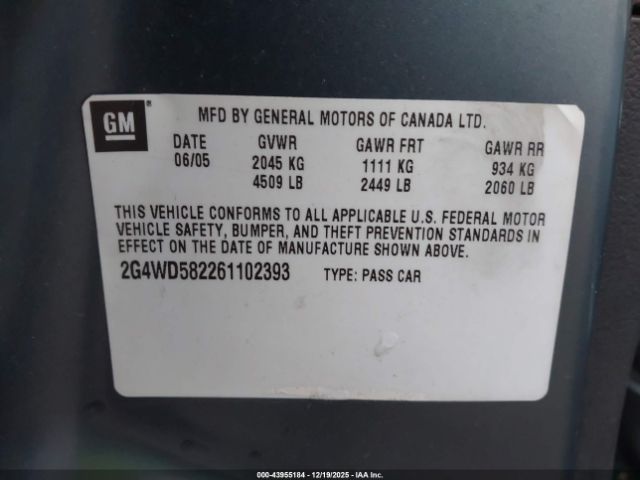 GM ®
MFD BY GENERAL MOTORS OF CANADA LTD.
DATE GVWR GAWR FRT GAWR RR
06/05 2045 KG 1111 KG 934 KG
4509 LB 2449 LB 2060 LB
THIS VEHICLE CONFORMS TO ALL APPLICABLE U.S. FEDERAL MOTOR
VEHICLE SAFETY, BUMPER, AND THEFT PREVENTION STANDARDS IN
EFFECT ON THE DATE OF MANUFACTURE SHOWN ABOVE.
2G4WD582261102393 TYPE: PASS CAR
000-43955184 - 12/19/2025 - IAA Inc.